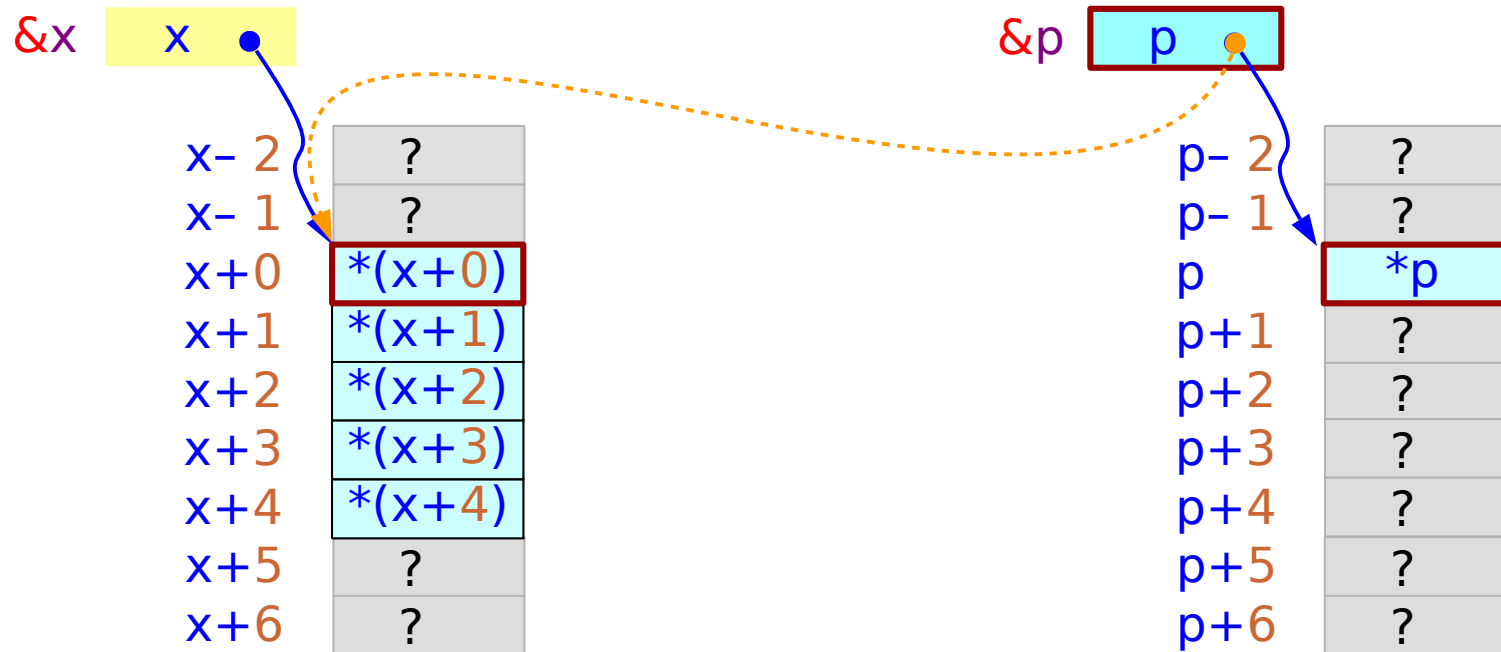 &x x &p p
x– 2 ? p– 2 ?
x– 1 ? p– 1 ?
x+0 *(x+0) p *p
x+1 *(x+1) p+1 ?
x+2 *(x+2) p+2 ?
x+3 *(x+3) p+3 ?
x+4 *(x+4) p+4 ?
x+5 ? p+5 ?
x+6 ? p+6 ?